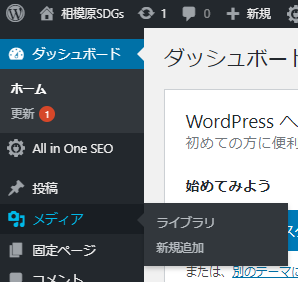 相模原SDGs 1 0 新規
ダッシュボード
ダッシュボー
ホーム
更新 1
WordPress へ
初めての方に便利
All in One SEO
始めてみよう
投稿
メディア
ライブラリ
新規追加
固定ページ
または、別のテーマに
コメント